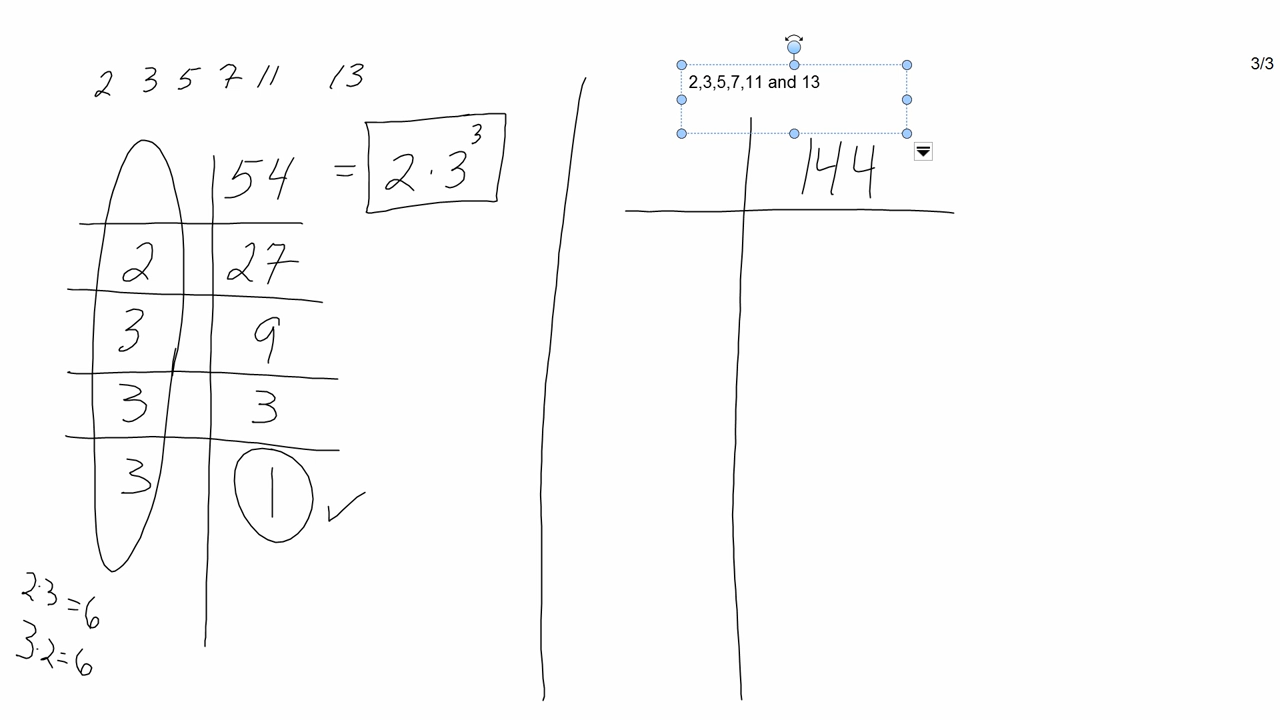 2 3 5 7 11 13
54 = 2 · 3³
2 27
3 9
3 3
3 1 ✓
2·3=6
3·2=6
2,3,5,7,11 and 13
144
3/3